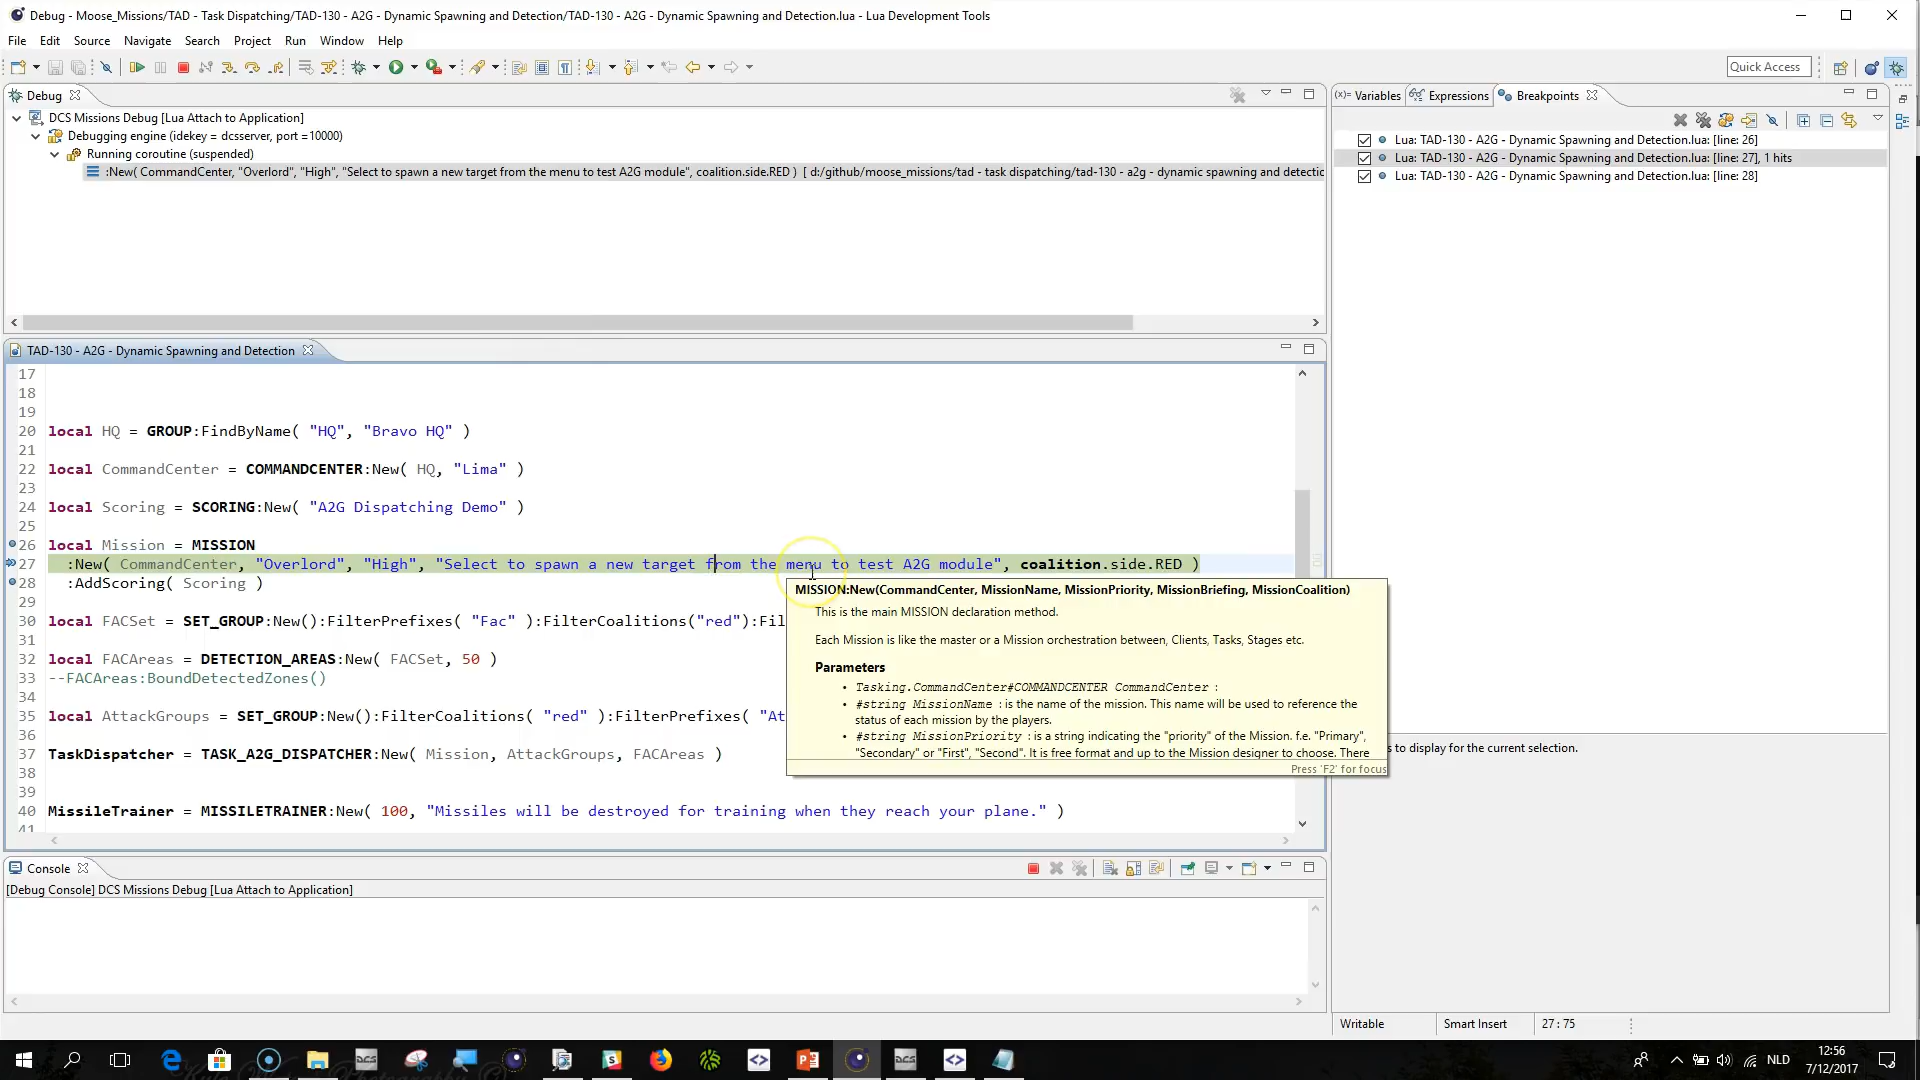 Debug - Moose_Missions/TAD - Task Dispatching/TAD-130 - A2G - Dynamic Spawning and Detection/TAD-130 - A2G - Dynamic Spawning and Detection.lua - Lua Development Tools
File Edit Source Navigate Search Project Run Window Help
Quick Access
Debug
(x)= Variables Expressions Breakpoints
DCS Missions Debug [Lua Attach to Application]
Debugging engine (idekey = dcsserver, port =10000)
Running coroutine (suspended)
:New( CommandCenter, "Overlord", "High", "Select to spawn a new target from the menu to test A2G module", coalition.side.RED ) [ d:/github/moose_missions/tad - task dispatching/tad-130 - a2g - dynamic spawning and detectic
Lua: TAD-130 - A2G - Dynamic Spawning and Detection.lua: [line: 26]
Lua: TAD-130 - A2G - Dynamic Spawning and Detection.lua: [line: 27], 1 hits
Lua: TAD-130 - A2G - Dynamic Spawning and Detection.lua: [line: 28]
TAD-130 - A2G - Dynamic Spawning and Detection
17
18
19
20 local HQ = GROUP:FindByName( "HQ", "Bravo HQ" )
21
22 local CommandCenter = COMMANDCENTER:New( HQ, "Lima" )
23
24 local Scoring = SCORING:New( "A2G Dispatching Demo" )
25
26 local Mission = MISSION
27 :New( CommandCenter, "Overlord", "High", "Select to spawn a new target from the menu to test A2G module", coalition.side.RED )
28 :AddScoring( Scoring )
29
30 local FACSet = SET_GROUP:New():FilterPrefixes( "Fac" ):FilterCoalitions("red"):Fil
31
32 local FACAreas = DETECTION_AREAS:New( FACSet, 50 )
33 --FACAreas:BoundDetectedZones()
34
35 local AttackGroups = SET_GROUP:New():FilterCoalitions( "red" ):FilterPrefixes( "At
36
37 TaskDispatcher = TASK_A2G_DISPATCHER:New( Mission, AttackGroups, FACAreas )
38
39
40 MissileTrainer = MISSILETRAINER:New( 100, "Missiles will be destroyed for training when they reach your plane." )
41
MISSION:New(CommandCenter, MissionName, MissionPriority, MissionBriefing, MissionCoalition)
This is the main MISSION declaration method.
Each Mission is like the master or a Mission orchestration between, Clients, Tasks, Stages etc.
Parameters
• Tasking.CommandCenter#COMMANDCENTER CommandCenter :
• #string MissionName : is the name of the mission. This name will be used to reference the
status of each mission by the players.
• #string MissionPriority : is a string indicating the "priority" of the Mission. f.e. "Primary",
"Secondary" or "First", "Second". It is free format and up to the Mission designer to choose. There
Press 'F2' for focus
s to display for the current selection.
Console
[Debug Console] DCS Missions Debug [Lua Attach to Application]
Writable Smart Insert 27 : 75
NLD
12:56
7/12/2017